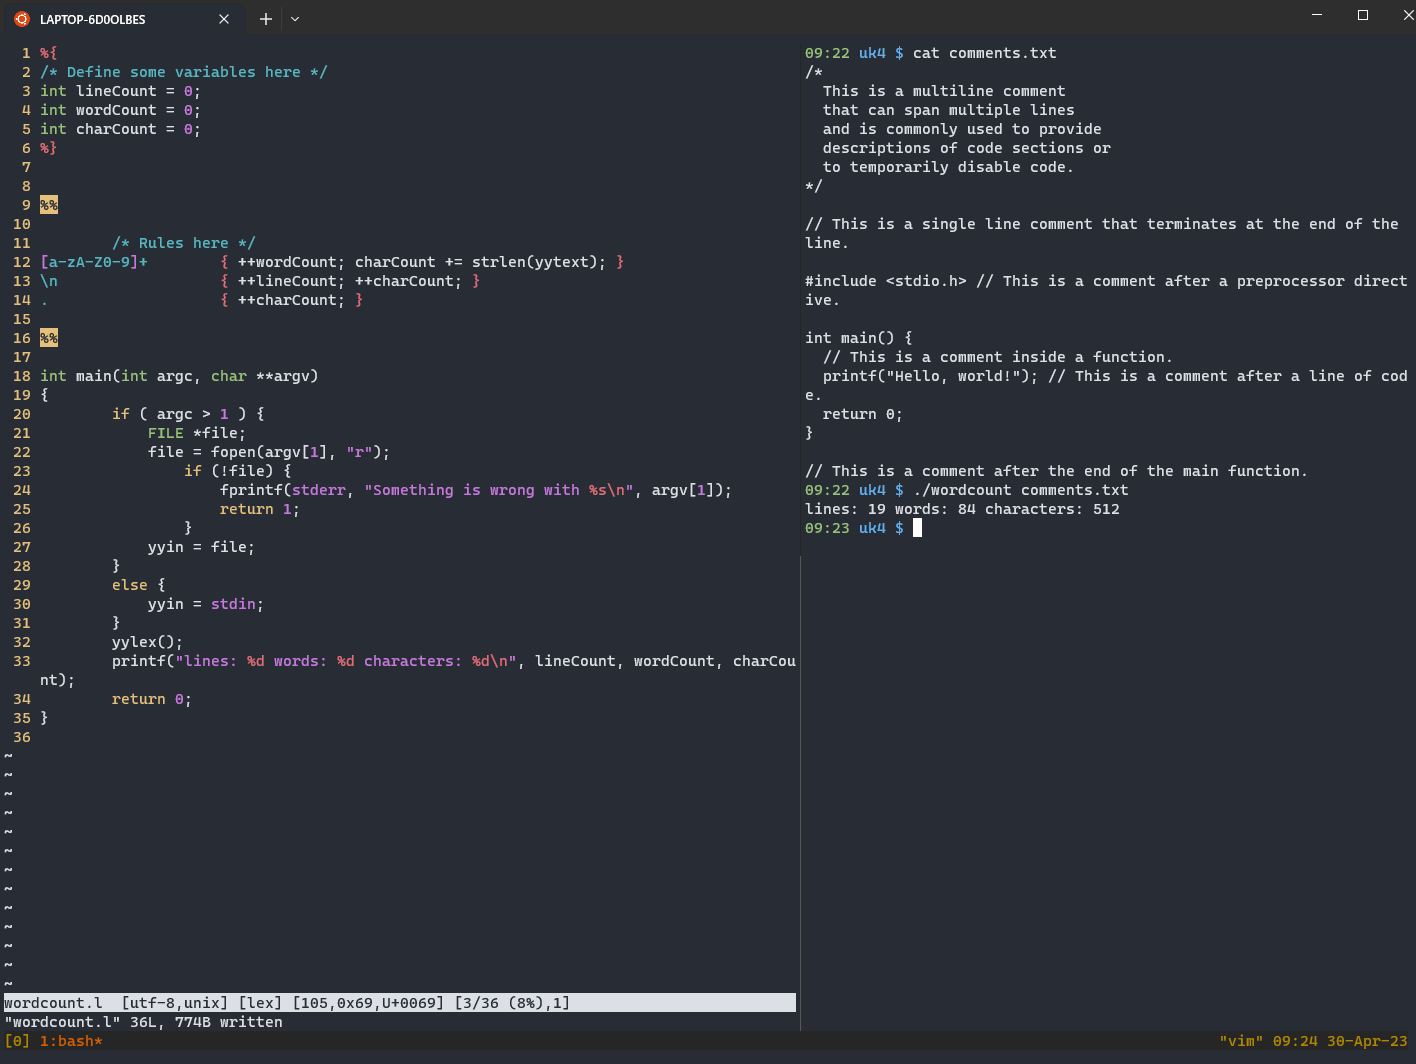 LAPTOP-6D0OLBES
1 %{
2 /* Define some variables here */
3 int lineCount = 0;
4 int wordCount = 0;
5 int charCount = 0;
6 %}
7
8
9 %%
10
11         /* Rules here */
12 [a-zA-Z0-9]+        { ++wordCount; charCount += strlen(yytext); }
13 \n                  { ++lineCount; ++charCount; }
14 .                   { ++charCount; }
15
16 %%
17
18 int main(int argc, char **argv)
19 {
20         if ( argc > 1 ) {
21             FILE *file;
22             file = fopen(argv[1], "r");
23                 if (!file) {
24                     fprintf(stderr, "Something is wrong with %s\n", argv[1]);
25                     return 1;
26                 }
27             yyin = file;
28         }
29         else {
30             yyin = stdin;
31         }
32         yylex();
33         printf("lines: %d words: %d characters: %d\n", lineCount, wordCount, charCou
nt);
34         return 0;
35 }
36
~
~
~
~
~
~
~
~
~
~
~
~
~
wordcount.l  [utf-8,unix] [lex] [105,0x69,U+0069] [3/36 (8%),1]
"wordcount.l" 36L, 774B written
09:22 uk4 $ cat comments.txt
/*
  This is a multiline comment
  that can span multiple lines
  and is commonly used to provide
  descriptions of code sections or
  to temporarily disable code.
*/

// This is a single line comment that terminates at the end of the
line.

#include <stdio.h> // This is a comment after a preprocessor direct
ive.

int main() {
  // This is a comment inside a function.
  printf("Hello, world!"); // This is a comment after a line of cod
e.
  return 0;
}

// This is a comment after the end of the main function.
09:22 uk4 $ ./wordcount comments.txt
lines: 19 words: 84 characters: 512
09:23 uk4 $
[0] 1:bash*
"vim" 09:24 30-Apr-23